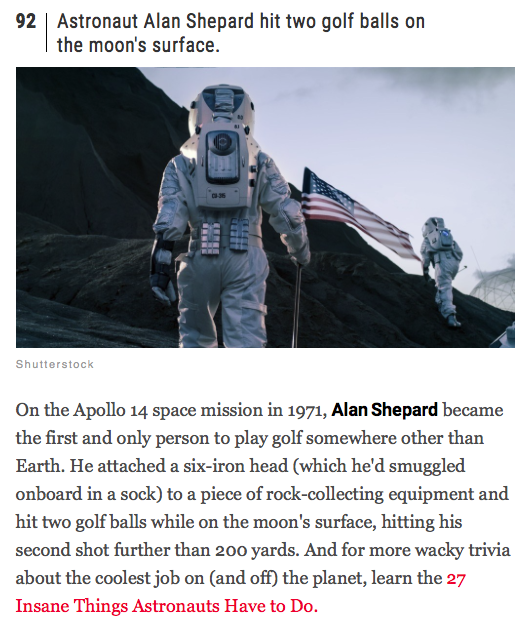 92 Astronaut Alan Shepard hit two golf balls on
the moon's surface.
Shutterstock
On the Apollo 14 space mission in 1971, Alan Shepard became
the first and only person to play golf somewhere other than
Earth. He attached a six-iron head (which he'd smuggled
onboard in a sock) to a piece of rock-collecting equipment and
hit two golf balls while on the moon's surface, hitting his
second shot further than 200 yards. And for more wacky trivia
about the coolest job on (and off) the planet, learn the 27
Insane Things Astronauts Have to Do.